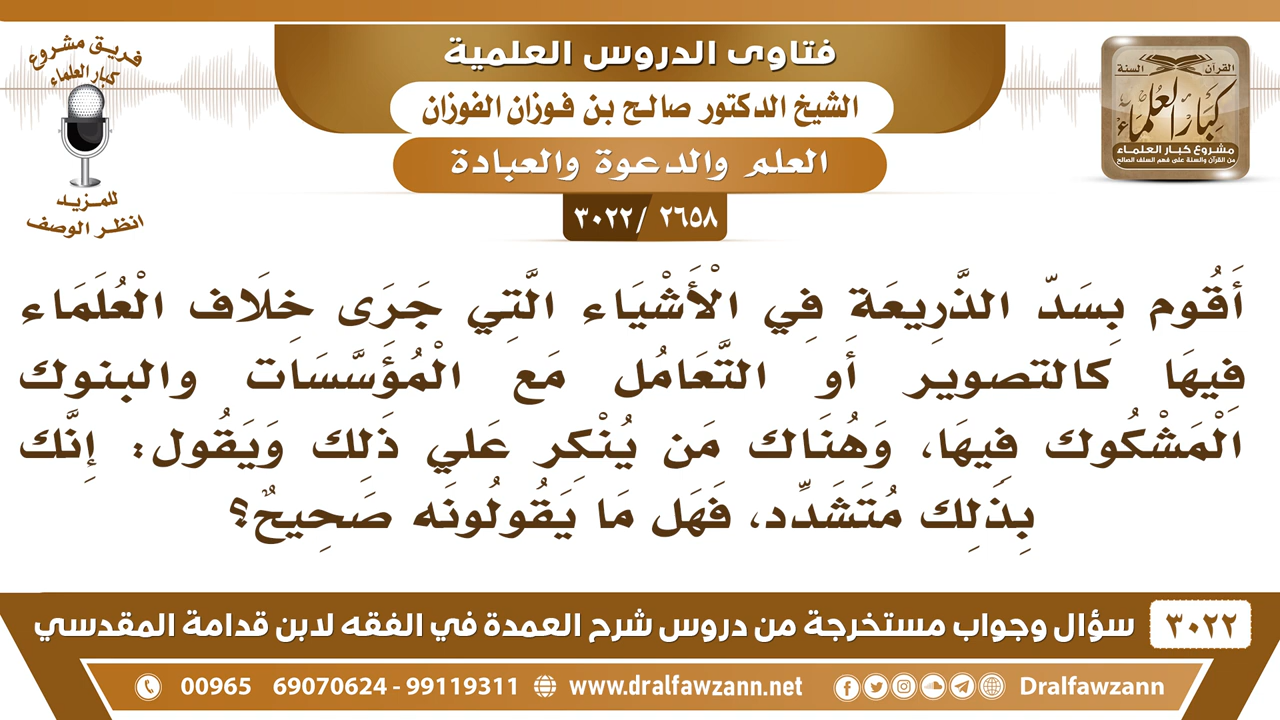 فتاوى الدروس العلمية
الشيخ الدكتور صالح بن فوزان الفوزان
العلم والدعوة والعبادة
٢٦٥٨ / ٣٠٢٢
فريق مشروع
كبار العلماء
للمزيد
انظر الوصف
القرآن السنة
كبار العلماء
مشروع كبار العلماء
من القرآن والسنة على فهم السلف الصالح
أَقُوم بِسَدّ الذَّرِيعَة فِي الْأَشْيَاء الَّتِي جَرَى خلَاف الْعُلَمَاء
فِيهَا كالتصوير أَو التَّعَامُل مَع الْمُؤَسَّسَات والبنوك
الْمَشْكُوك فِيهَا، وَهُنَاك مَن يُنْكِر عَلي ذَلك وَيَقُول: إِنَّك
بِذَلِك مُتَشَدِّد، فَهَل مَا يَقُولُونَه صَحِيحٌ؟
٣٠٢٢ سؤال وجواب مستخرجة من دروس شرح العمدة في الفقه لابن قدامة المقدسي
00965 69070624 - 99119311 www.dralfawzann.net Dralfawzann